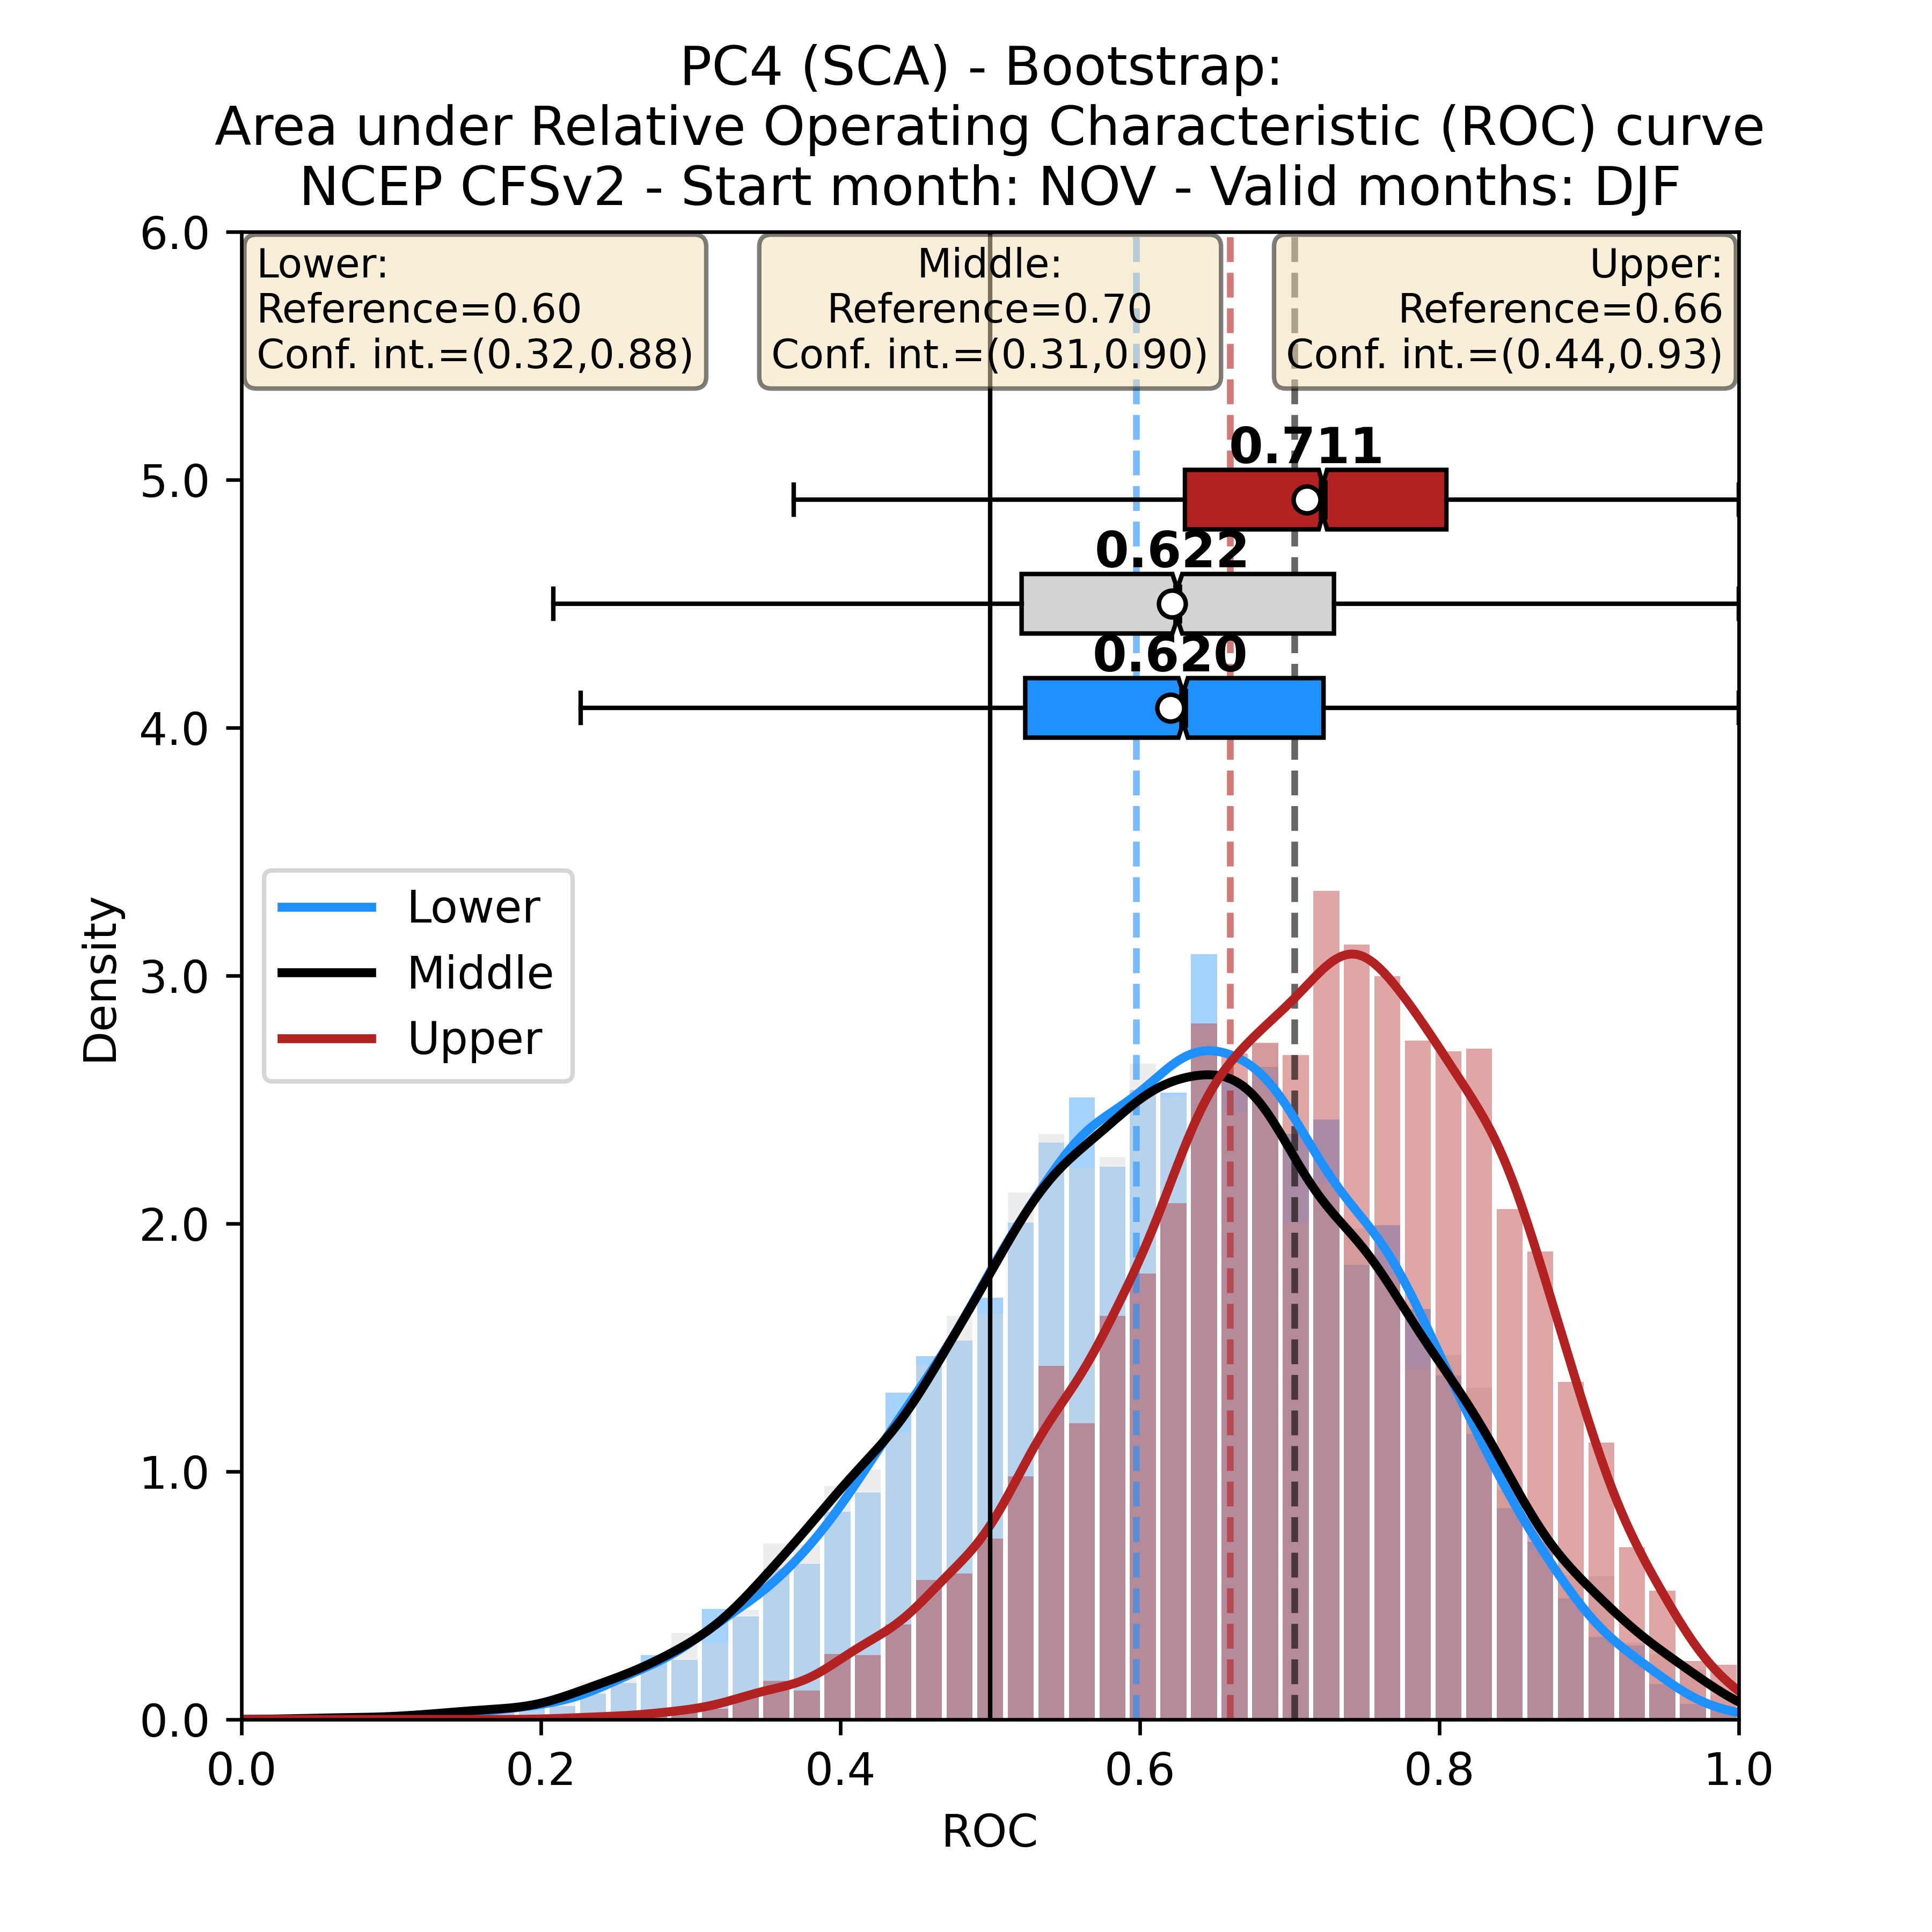 PC4 (SCA) - Bootstrap:
Area under Relative Operating Characteristic (ROC) curve
NCEP CFSv2 - Start month: NOV - Valid months: DJF
Lower:
Reference=0.60
Conf. int.=(0.32,0.88)
Middle:
Reference=0.70
Conf. int.=(0.31,0.90)
Upper:
Reference=0.66
Conf. int.=(0.44,0.93)
0.711
0.622
0.620
Lower
Middle
Upper
Density
6.0
5.0
4.0
3.0
2.0
1.0
0.0
0.0
0.2
0.4
0.6
0.8
1.0
ROC